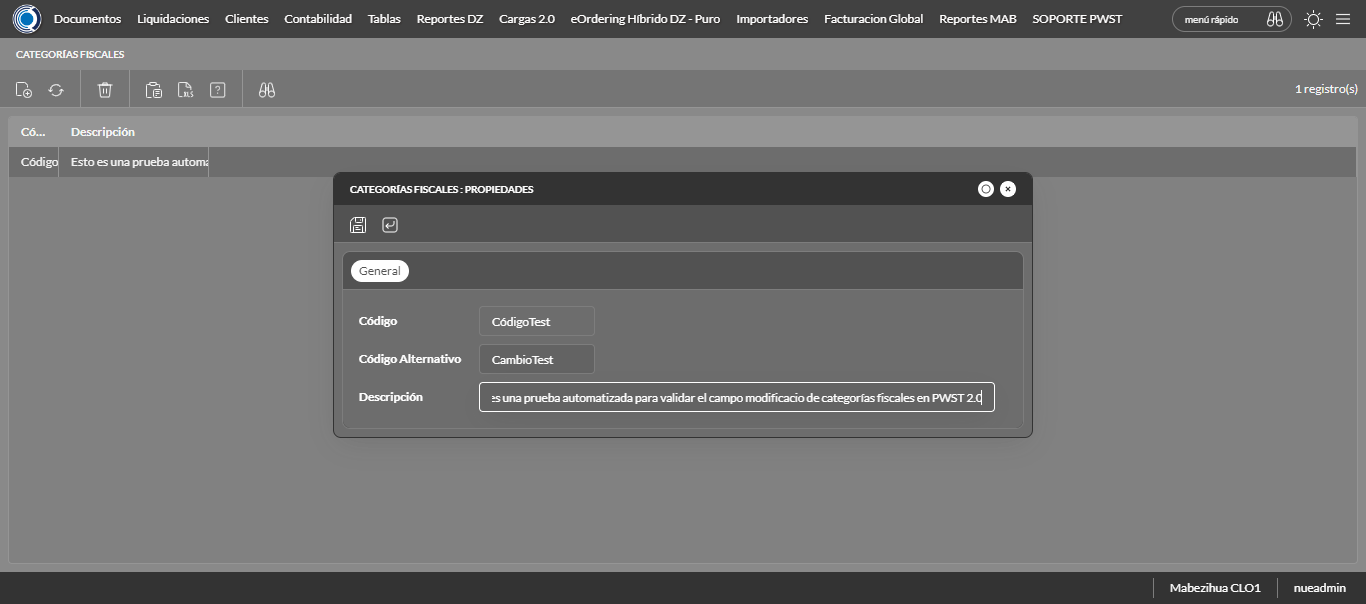 Documentos Liquidaciones Clientes Contabilidad Tablas Reportes DZ Cargas 2.0 eOrdering Híbrido DZ - Puro Importadores Facturacion Global Reportes MAB SOPORTE PWST menú rápido
CATEGORÍAS FISCALES
XLS ? 1 registro(s)
Có... Descripción
Código Esto es una prueba automa
CATEGORÍAS FISCALES : PROPIEDADES
General
Código CódigoTest
Código Alternativo CambioTest
Descripción es una prueba automatizada para validar el campo modificacio de categorías fiscales en PWST 2.0
Mabezihua CLO1 nueadmin